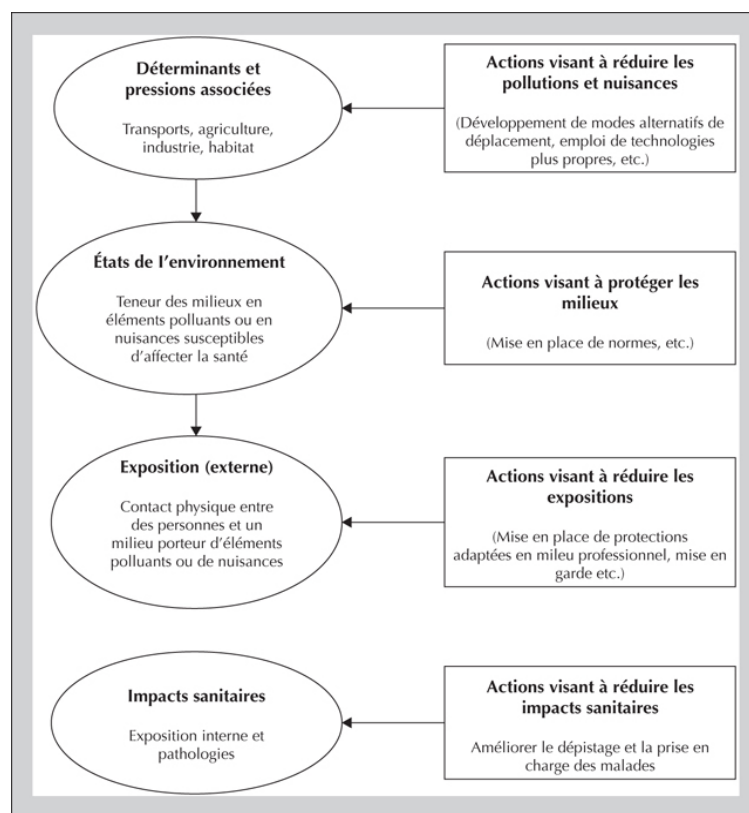 Déterminants et
pressions associées
Transports, agriculture,
industrie, habitat
Actions visant à réduire les
pollutions et nuisances
(Développement de modes alternatifs de
déplacement, emploi de technologies
plus propres, etc.)
États de l’environnement
Teneur des milieux en
éléments polluants ou en
nuisances susceptibles
d’affecter la santé
Actions visant à protéger les
milieux
(Mise en place de normes, etc.)
Exposition (externe)
Contact physique entre
des personnes et un
milieu porteur d’éléments
polluants ou de nuisances
Actions visant à réduire les
expositions
(Mise en place de protections
adaptées en mileu professionnel, mise en
garde etc.)
Impacts sanitaires
Exposition interne et
pathologies
Actions visant à réduire les
impacts sanitaires
Améliorer le dépistage et la prise en
charge des malades